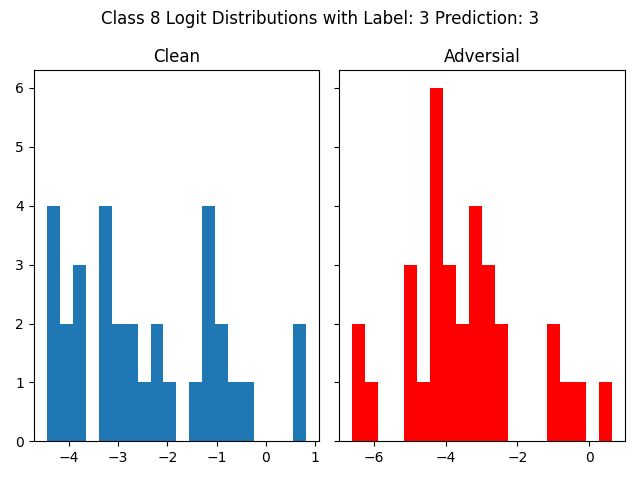 Class 8 Logit Distributions with Label: 3 Prediction: 3
Clean
Adversial
6
5
4
3
2
1
0
−4 −3 −2 −1 0 1
−6 −4 −2 0